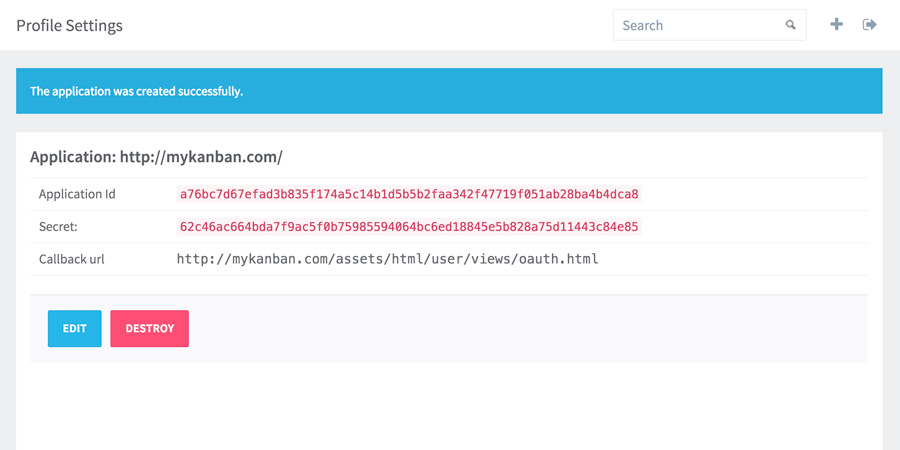 Profile Settings
Search
The application was created successfully.
Application: http://mykanban.com/
Application Id a76bc7d67efad3b835f174a5c14b1d5b5b2faa342f47719f051ab28ba4b4dca8
Secret: 62c46ac664bda7f9ac5f0b75985594064bc6ed18845e5b828a75d11443c84e85
Callback url http://mykanban.com/assets/html/user/views/oauth.html
EDIT DESTROY